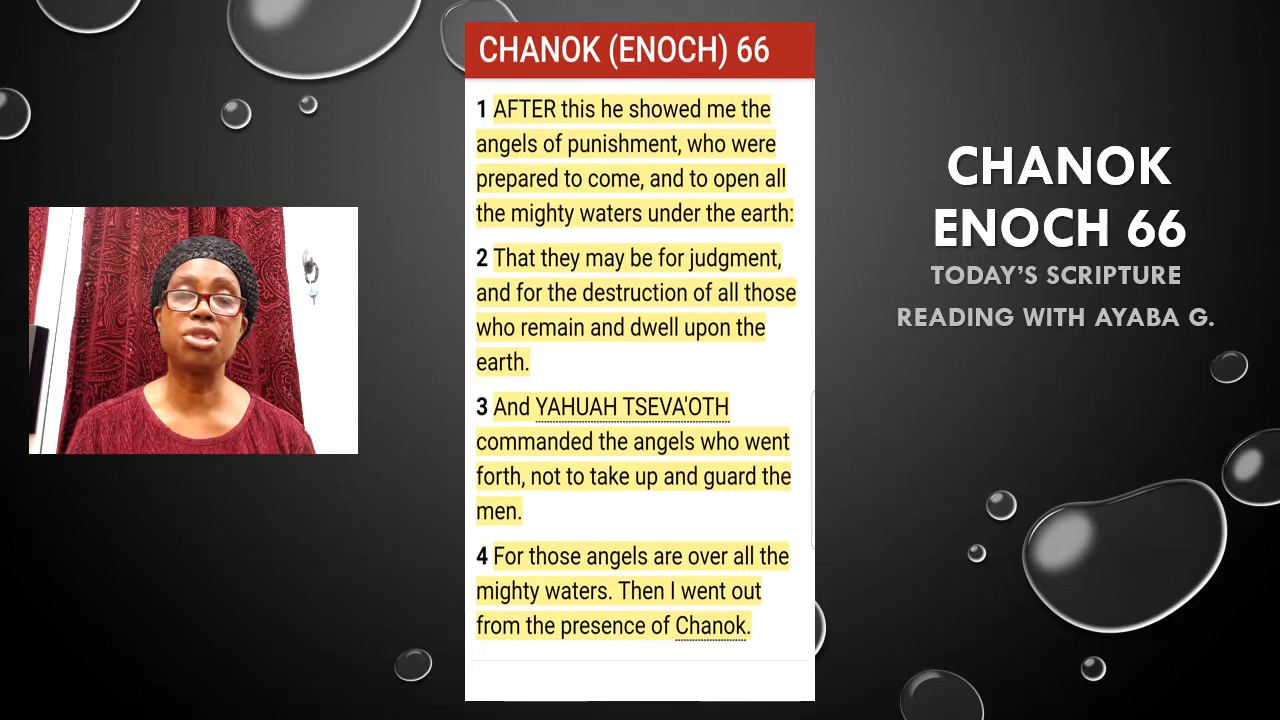 CHANOK (ENOCH) 66
1 AFTER this he showed me the
angels of punishment, who were
prepared to come, and to open all
the mighty waters under the earth:
2 That they may be for judgment,
and for the destruction of all those
who remain and dwell upon the
earth.
3 And YAHUAH TSEVA'OTH
commanded the angels who went
forth, not to take up and guard the
men.
4 For those angels are over all the
mighty waters. Then I went out
from the presence of Chanok.
CHANOK
ENOCH 66
TODAY’S SCRIPTURE
READING WITH AYABA G.